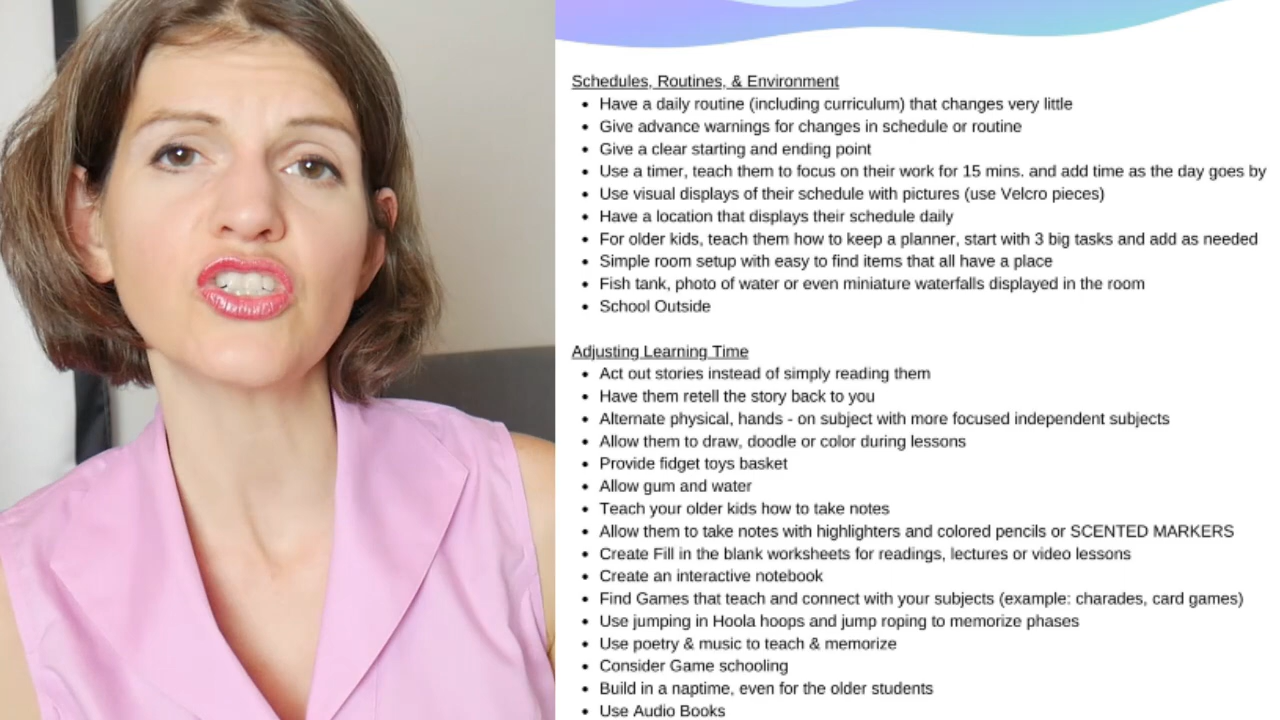 Schedules, Routines, & Environment
• Have a daily routine (including curriculum) that changes very little
• Give advance warnings for changes in schedule or routine
• Give a clear starting and ending point
• Use a timer, teach them to focus on their work for 15 mins. and add time as the day goes by
• Use visual displays of their schedule with pictures (use Velcro pieces)
• Have a location that displays their schedule daily
• For older kids, teach them how to keep a planner, start with 3 big tasks and add as needed
• Simple room setup with easy to find items that all have a place
• Fish tank, photo of water or even miniature waterfalls displayed in the room
• School Outside
Adjusting Learning Time
• Act out stories instead of simply reading them
• Have them retell the story back to you
• Alternate physical, hands - on subject with more focused independent subjects
• Allow them to draw, doodle or color during lessons
• Provide fidget toys basket
• Allow gum and water
• Teach your older kids how to take notes
• Allow them to take notes with highlighters and colored pencils or SCENTED MARKERS
• Create Fill in the blank worksheets for readings, lectures or video lessons
• Create an interactive notebook
• Find Games that teach and connect with your subjects (example: charades, card games)
• Use jumping in Hoola hoops and jump roping to memorize phases
• Use poetry & music to teach & memorize
• Consider Game schooling
• Build in a naptime, even for the older students
• Use Audio Books